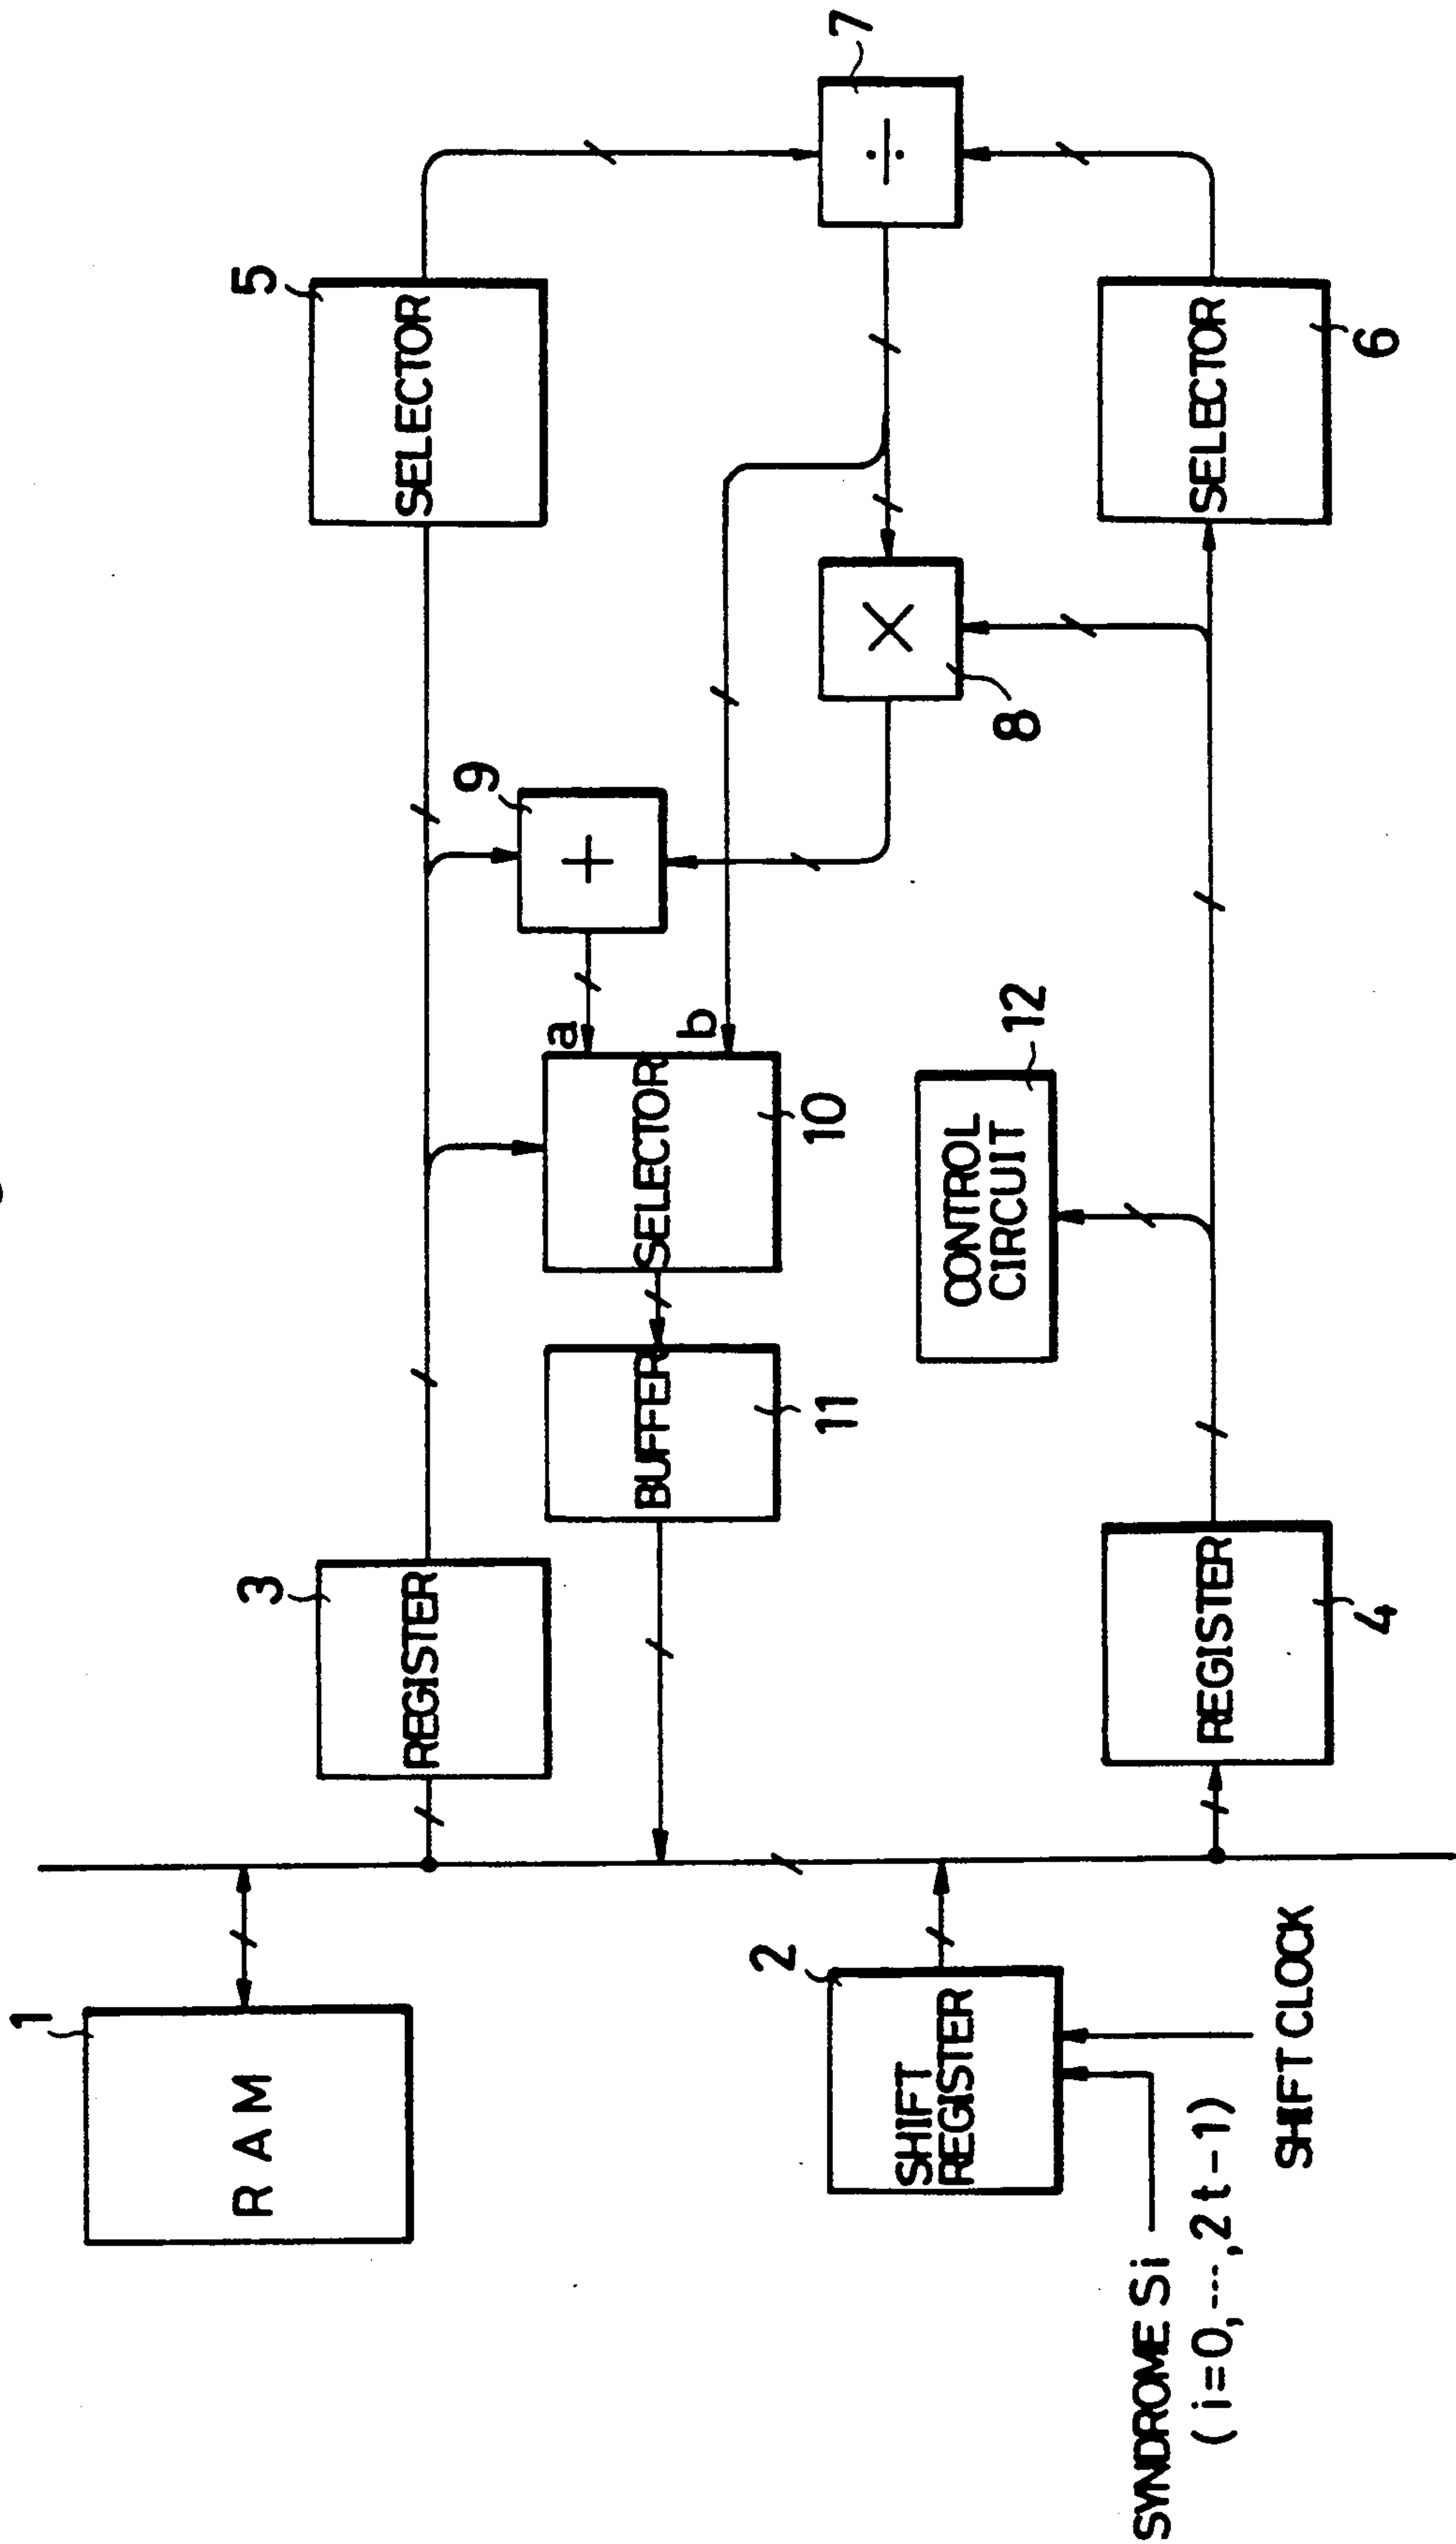 1
RAM
2
SHIFT
REGISTER
SYNDROME Si
(i=0,---,2t-1)
SHIFT CLOCK
3
REGISTER
4
REGISTER
BUFFER
11
a
b
SELECTOR
10
CONTROL
CIRCUIT
12
9
+
×
8
5
SELECTOR
SELECTOR
6
÷
7